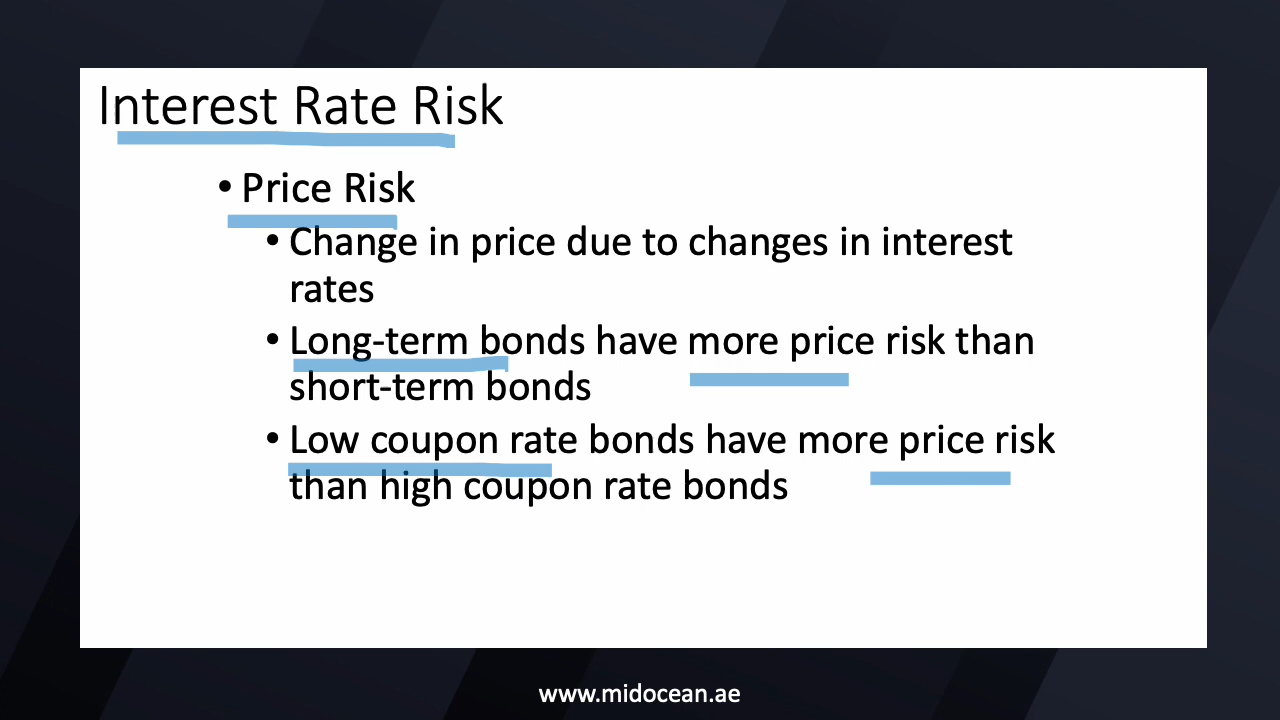 Interest Rate Risk
• Price Risk
• Change in price due to changes in interest
rates
• Long-term bonds have more price risk than
short-term bonds
• Low coupon rate bonds have more price risk
than high coupon rate bonds
www.midocean.ae